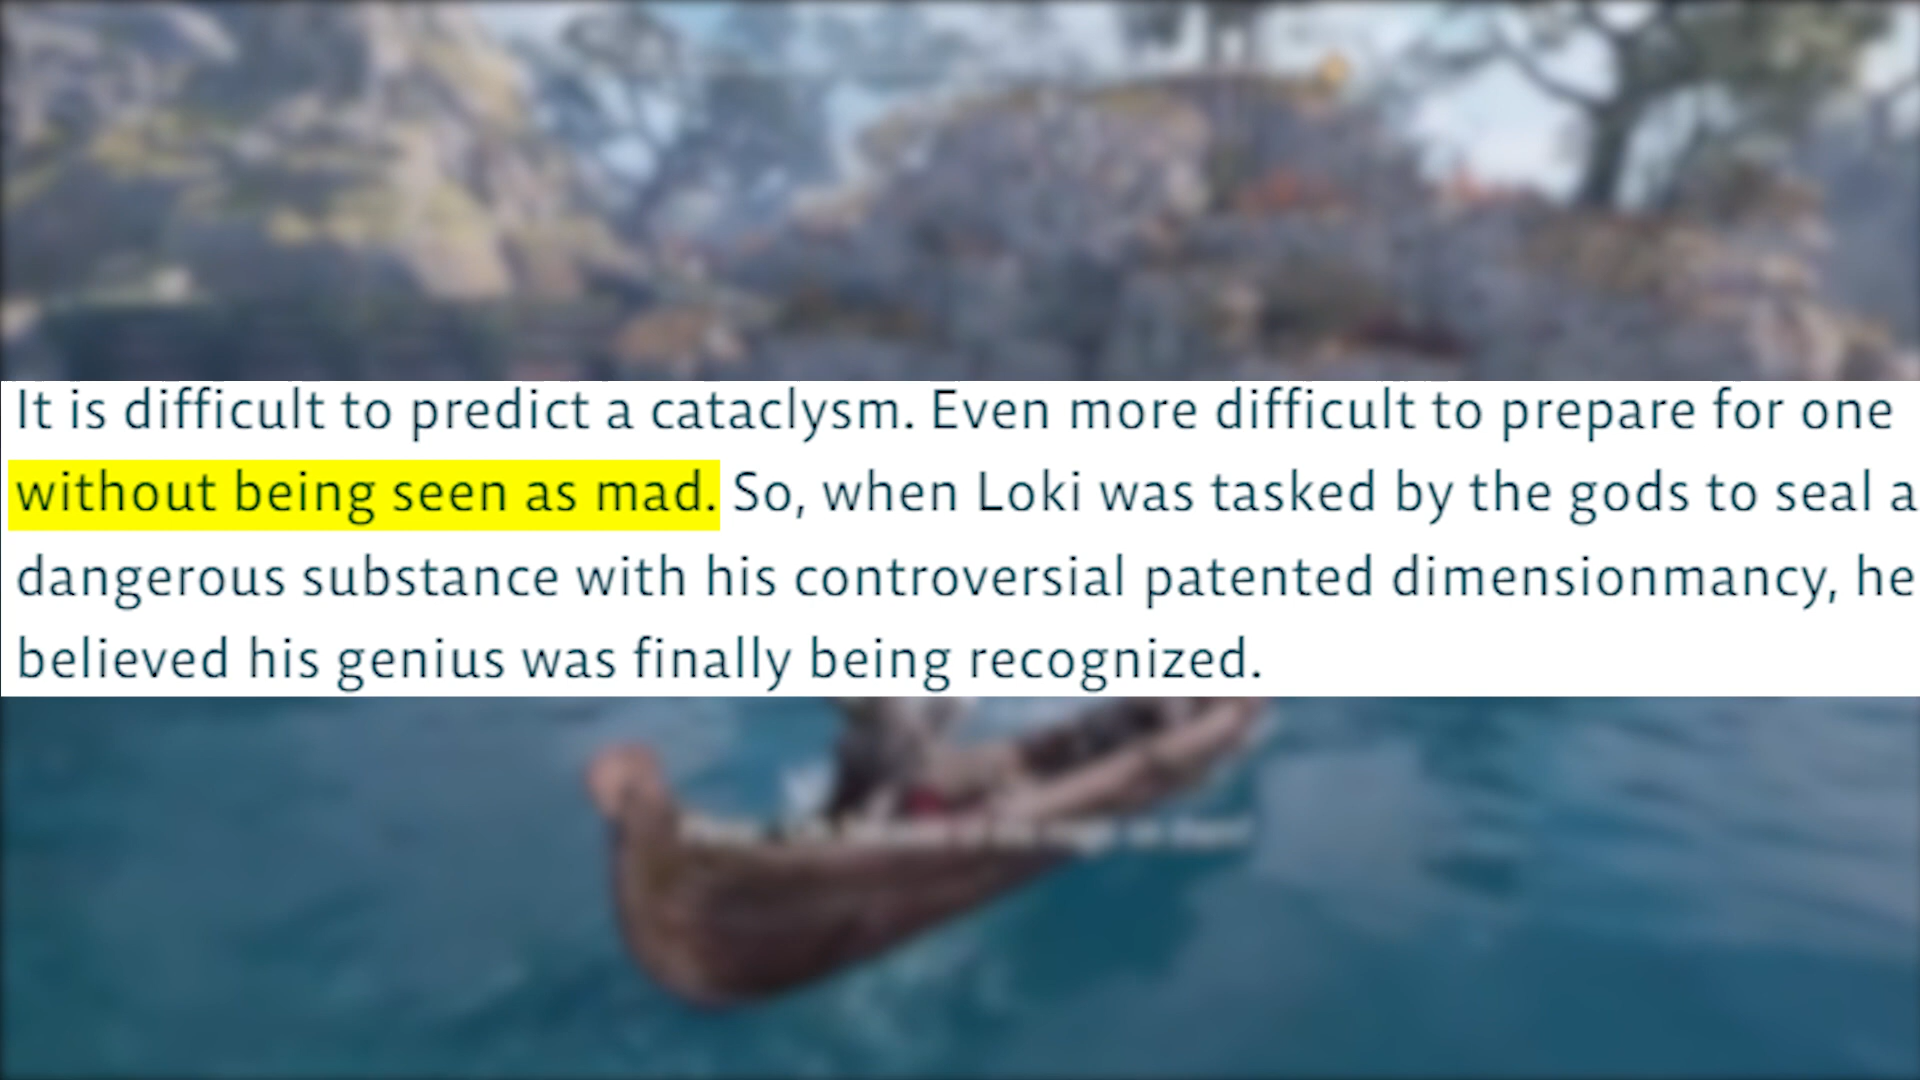 It is difficult to predict a cataclysm. Even more difficult to prepare for one
without being seen as mad. So, when Loki was tasked by the gods to seal a
dangerous substance with his controversial patented dimensionmancy, he
believed his genius was finally being recognized.